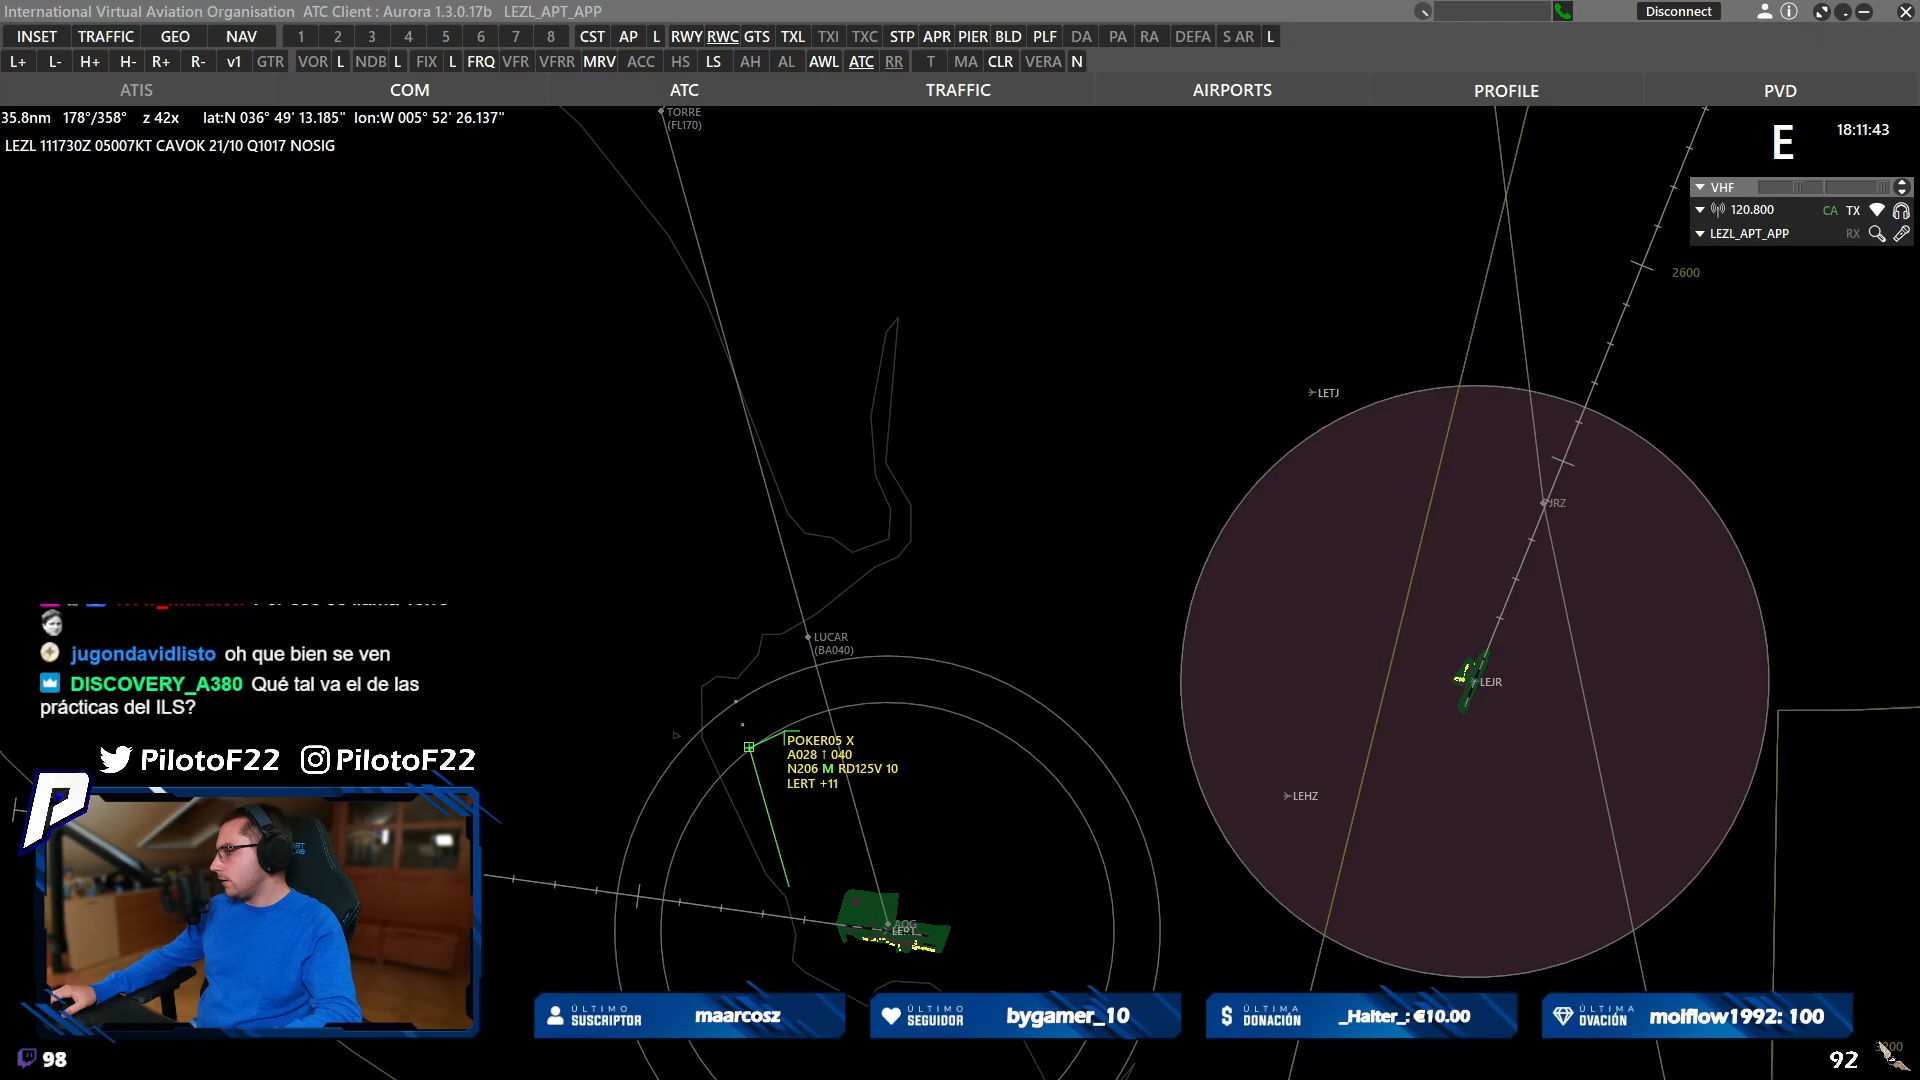 International Virtual Aviation Organisation ATC Client : Aurora 1.3.0.17b LEZL_APT_APP
Disconnect
INSET TRAFFIC GEO NAV 1 2 3 4 5 6 7 8 CST AP L RWY RWC GTS TXL TXI TXC STP APR PIER BLD PLF DA PA RA DEFA S AR L
L+ L- H+ H- R+ R- v1 GTR VOR L NDB L FIX L FRQ VFR VFRR MRV ACC HS LS AH AL AWL ATC RR T MA CLR VERA N
ATIS COM ATC TRAFFIC AIRPORTS PROFILE PVD
35.8nm 178°/358° z 42x lat:N 036° 49' 13.185" lon:W 005° 52' 26.137"
LEZL 111730Z 05007KT CAVOK 21/10 Q1017 NOSIG
TORRE
(FL170)
E
18:11:43
VHF
120.800 CA TX
LEZL_APT_APP RX
2600
LETJ
JRZ
LUCAR
(BA040)
LEJR
LEHZ
POKER05 X
A028 ↑ 040
N206 M RD125V 10
LERT +11
AOG
LERT
jugondavidlisto oh que bien se ven
DISCOVERY_A380 Qué tal va el de las
prácticas del ILS?
PilotoF22 PilotoF22
ÚLTIMO
SUSCRIPTOR
maarcosz
ÚLTIMO
SEGUIDOR
bygamer_10
ÚLTIMA
DONACIÓN
_Halter_: €10.00
ÚLTIMA
OVACIÓN
moiflow1992: 100
98
92